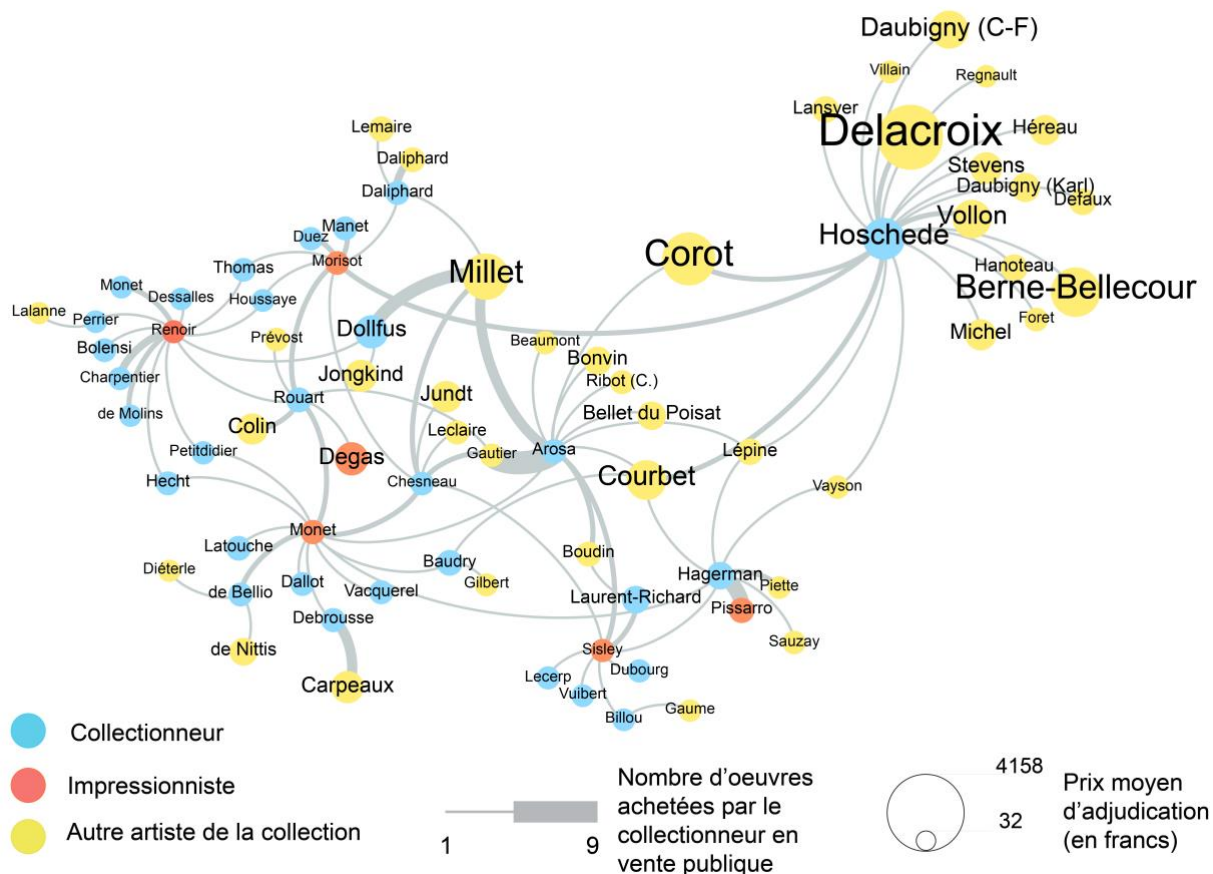 Daubigny (C-F)
Villain
Regnault
Lansyer
Delacroix
Héreau
Lemaire
Daliphard
Stevens
Daubigny (Karl)
Daliphard
Defaux
Vollon
Manet
Duez
Hoschedé
Morisot
Corot
Thomas
Millet
Hanoteau
Monet
Dessalles
Houssaye
Berne-Bellecour
Lalanne
Perrier
Renoir
Dollfus
Foret
Prévost
Beaumont
Michel
Bolensi
Bonvin
Charpentier
Jongkind
Ribot (C.)
Rouart
Jundt
de Molins
Bellet du Poisat
Colin
Leclaire
Petitdidier
Degas
Gautier
Arosa
Lépine
Hecht
Chesneau
Courbet
Vayson
Monet
Latouche
Boudin
Diéterle
Baudry
Hagerman
Dallot
Gilbert
Piette
de Bellio
Vacquerel
Laurent-Richard
Pissarro
Debrousse
Sauzay
de Nittis
Sisley
Dubourg
Carpeaux
Lecerp
Vuibert
Billou
Gaume
Collectionneur
Impressionniste
Autre artiste de la collection
1
9
Nombre d'oeuvres
achetées par le
collectionneur en
vente publique
4158
32
Prix moyen
d'adjudication
(en francs)